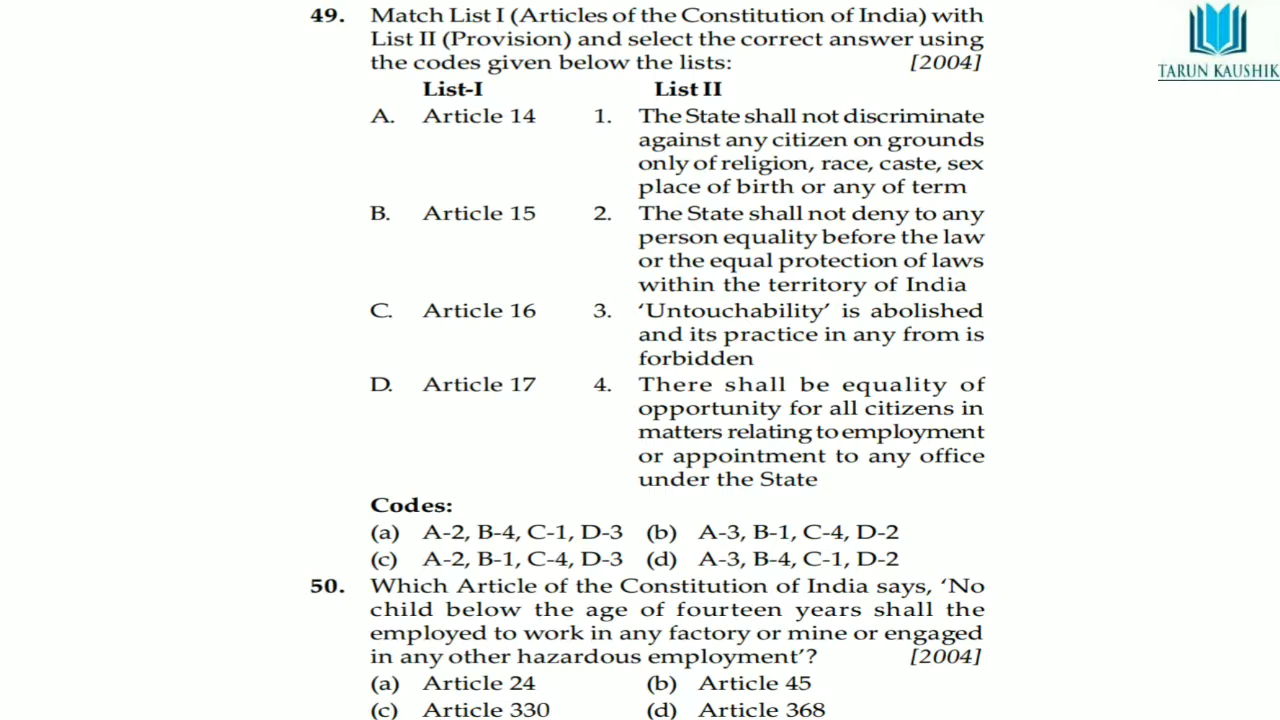 49. Match List I (Articles of the Constitution of India) with
List II (Provision) and select the correct answer using
the codes given below the lists: [2004]
List-I List II
A. Article 14 1. The State shall not discriminate
against any citizen on grounds
only of religion, race, caste, sex
place of birth or any of term
B. Article 15 2. The State shall not deny to any
person equality before the law
or the equal protection of laws
within the territory of India
C. Article 16 3. ‘Untouchability’ is abolished
and its practice in any from is
forbidden
D. Article 17 4. There shall be equality of
opportunity for all citizens in
matters relating to employment
or appointment to any office
under the State
Codes:
(a) A-2, B-4, C-1, D-3 (b) A-3, B-1, C-4, D-2
(c) A-2, B-1, C-4, D-3 (d) A-3, B-4, C-1, D-2
50. Which Article of the Constitution of India says, ‘No
child below the age of fourteen years shall the
employed to work in any factory or mine or engaged
in any other hazardous employment’? [2004]
(a) Article 24 (b) Article 45
(c) Article 330 (d) Article 368
TARUN KAUSHIK